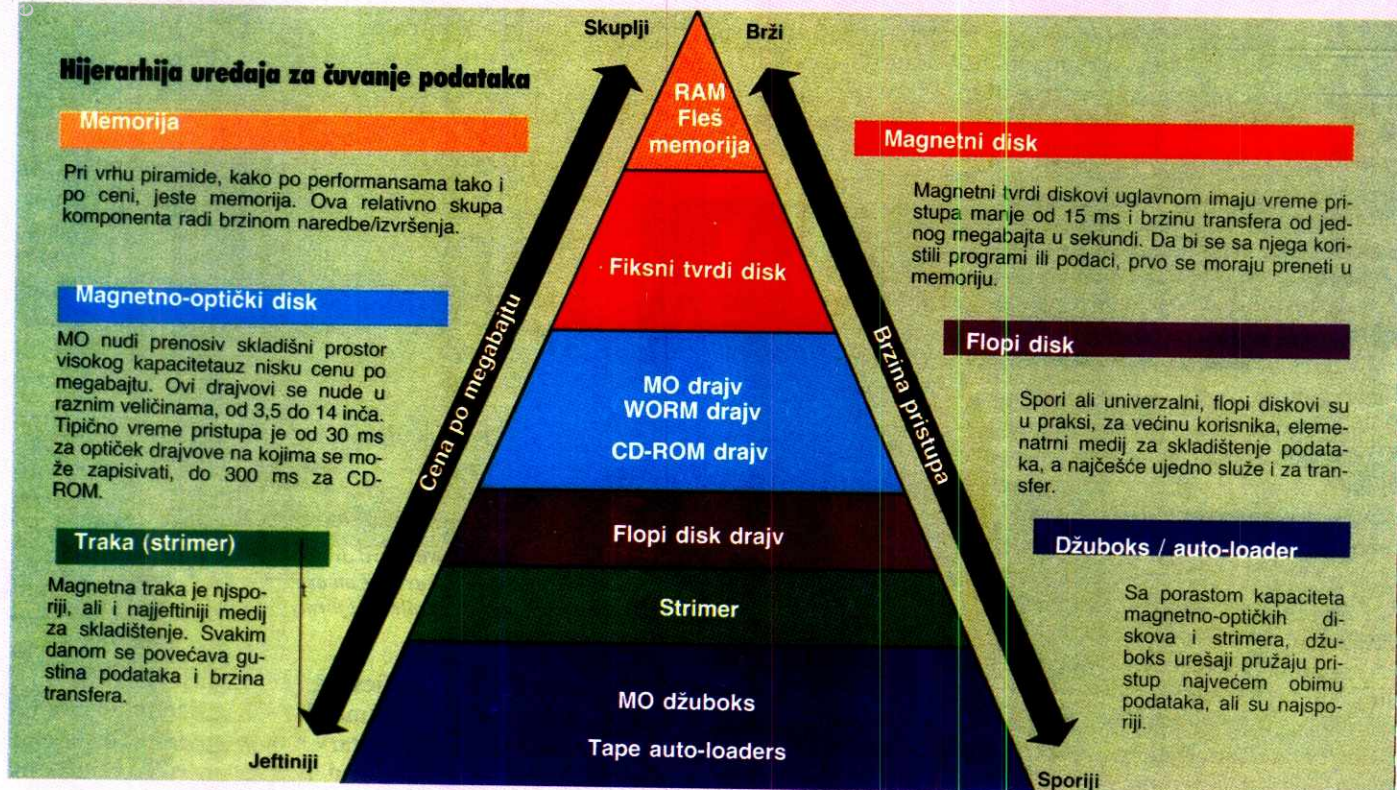 Skuplji
Brži
Hijerarhija uređaja za čuvanje podataka
Memorija
Pri vrhu piramide, kako po performansama tako i
po ceni, jeste memorija. Ova relativno skupa
komponenta radi brzinom naredbe/izvršenja.
Magnetno-optički disk
MO nudi prenosiv skladišni prostor
visokog kapacitetauz nisku cenu po
megabajtu. Ovi drajvovi se nude u
raznim veličinama, od 3,5 do 14 inča.
Tipično vreme pristupa je od 30 ms
za optiček drajvove na kojima se mo-
že zapisivati, do 300 ms za CD-
ROM.
Traka (strimer)
Magnetna traka je njspo-
riji, ali i najjeftiniji medij
za skladištenje. Svakim
danom se povećava gu-
stina podataka i brzina
transfera.
Jeftiniji
Cena po megabajtu
RAM
Fleš
memorija
Fiksni tvrdi disk
MO drajv
WORM drajv
CD-ROM drajv
Flopi disk drajv
Strimer
MO džuboks
Tape auto-loaders
Brzina pristupa
Magnetni disk
Magnetni tvrdi diskovi uglavnom imaju vreme pri-
stupa manje od 15 ms i brzinu transfera od jed-
nog megabajta u sekundi. Da bi se sa njega kori-
stili programi ili podaci, prvo se moraju preneti u
memoriju.
Flopi disk
Spori ali univerzalni, flopi diskovi su
u praksi, za većinu korisnika, eleme-
natrni medij za skladištenje podata-
ka, a najčešće ujedno služe i za tran-
sfer.
Džuboks / auto-loader
Sa porastom kapaciteta
magnetno-optičkih di-
skova i strimera, džu-
boks urešaji pružaju pri-
stup najvećem obimu
podataka, ali su najspo-
riji.
Sporiji